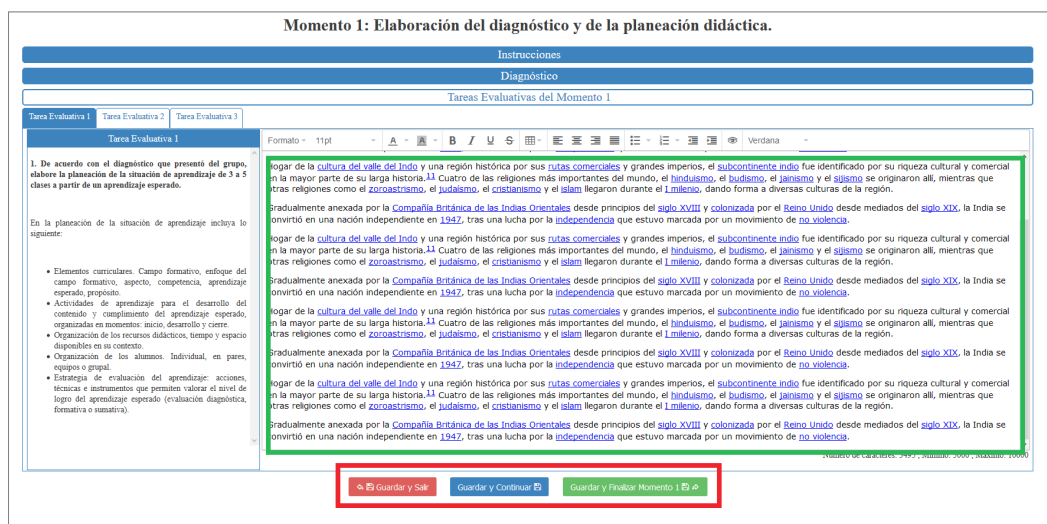 Momento 1: Elaboración del diagnóstico y de la planeación didáctica.
Instrucciones
Diagnóstico
Tareas Evaluativas del Momento 1
Tarea Evaluativa 1 Tarea Evaluativa 2 Tarea Evaluativa 3
Tarea Evaluativa 1
1. De acuerdo con el diagnóstico que presentó del grupo,
elabore la planeación de la situación de aprendizaje de 3 a 5
clases a partir de un aprendizaje esperado.
En la planeación de la situación de aprendizaje incluya lo
siguiente:
• Elementos curriculares. Campo formativo, enfoque del
campo formativo, aspecto, competencia, aprendizaje
esperado, propósito.
• Actividades de aprendizaje para el desarrollo del
contenido y cumplimiento del aprendizaje esperado,
organizadas en momentos: inicio, desarrollo y cierre.
• Organización de los recursos didácticos, tiempo y espacio
disponibles en su contexto.
• Organización de los alumnos. Individual, en pares,
equipos o grupal.
• Estrategia de evaluación del aprendizaje: acciones,
técnicas e instrumentos que permiten valorar el nivel de
logro del aprendizaje esperado (evaluación diagnóstica,
formativa o sumativa).
Formato 11pt A A B I U S Verdana
Hogar de la cultura del valle del Indo y una región histórica por sus rutas comerciales y grandes imperios, el subcontinente indio fue identificado por su riqueza cultural y comercial
en la mayor parte de su larga historia.11 Cuatro de las religiones más importantes del mundo, el hinduismo, el budismo, el jainismo y el sijismo se originaron allí, mientras que
otras religiones como el zoroastrismo, el judaísmo, el cristianismo y el islam llegaron durante el I milenio, dando forma a diversas culturas de la región.
Gradualmente anexada por la Compañía Británica de las Indias Orientales desde principios del siglo XVIII y colonizada por el Reino Unido desde mediados del siglo XIX, la India se
convirtió en una nación independiente en 1947, tras una lucha por la independencia que estuvo marcada por un movimiento de no violencia.
Hogar de la cultura del valle del Indo y una región histórica por sus rutas comerciales y grandes imperios, el subcontinente indio fue identificado por su riqueza cultural y comercial
en la mayor parte de su larga historia.11 Cuatro de las religiones más importantes del mundo, el hinduismo, el budismo, el jainismo y el sijismo se originaron allí, mientras que
otras religiones como el zoroastrismo, el judaísmo, el cristianismo y el islam llegaron durante el I milenio, dando forma a diversas culturas de la región.
Gradualmente anexada por la Compañía Británica de las Indias Orientales desde principios del siglo XVIII y colonizada por el Reino Unido desde mediados del siglo XIX, la India se
convirtió en una nación independiente en 1947, tras una lucha por la independencia que estuvo marcada por un movimiento de no violencia.
Hogar de la cultura del valle del Indo y una región histórica por sus rutas comerciales y grandes imperios, el subcontinente indio fue identificado por su riqueza cultural y comercial
en la mayor parte de su larga historia.11 Cuatro de las religiones más importantes del mundo, el hinduismo, el budismo, el jainismo y el sijismo se originaron allí, mientras que
otras religiones como el zoroastrismo, el judaísmo, el cristianismo y el islam llegaron durante el I milenio, dando forma a diversas culturas de la región.
Gradualmente anexada por la Compañía Británica de las Indias Orientales desde principios del siglo XVIII y colonizada por el Reino Unido desde mediados del siglo XIX, la India se
convirtió en una nación independiente en 1947, tras una lucha por la independencia que estuvo marcada por un movimiento de no violencia.
Hogar de la cultura del valle del Indo y una región histórica por sus rutas comerciales y grandes imperios, el subcontinente indio fue identificado por su riqueza cultural y comercial
en la mayor parte de su larga historia.11 Cuatro de las religiones más importantes del mundo, el hinduismo, el budismo, el jainismo y el sijismo se originaron allí, mientras que
otras religiones como el zoroastrismo, el judaísmo, el cristianismo y el islam llegaron durante el I milenio, dando forma a diversas culturas de la región.
Gradualmente anexada por la Compañía Británica de las Indias Orientales desde principios del siglo XVIII y colonizada por el Reino Unido desde mediados del siglo XIX, la India se
convirtió en una nación independiente en 1947, tras una lucha por la independencia que estuvo marcada por un movimiento de no violencia.
Guardar y Salir Guardar y Continuar Guardar y Finalizar Momento 1